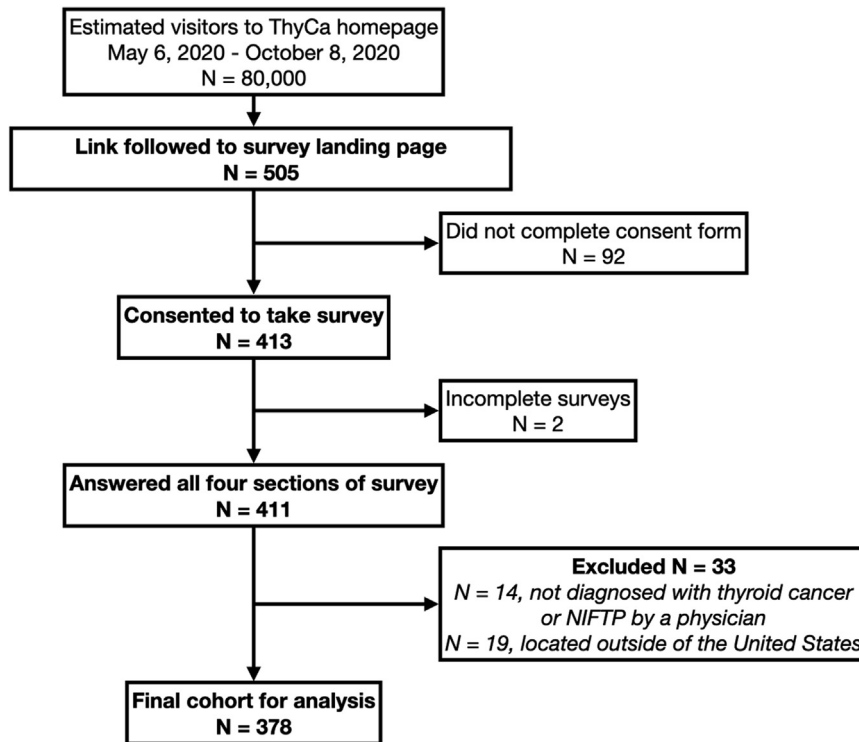 Estimated visitors to ThyCa homepage
May 6, 2020 - October 8, 2020
N = 80,000
Link followed to survey landing page
N = 505
Did not complete consent form
N = 92
Consented to take survey
N = 413
Incomplete surveys
N = 2
Answered all four sections of survey
N = 411
Excluded N = 33
N = 14, not diagnosed with thyroid cancer
or NIFTP by a physician
N = 19, located outside of the United States
Final cohort for analysis
N = 378